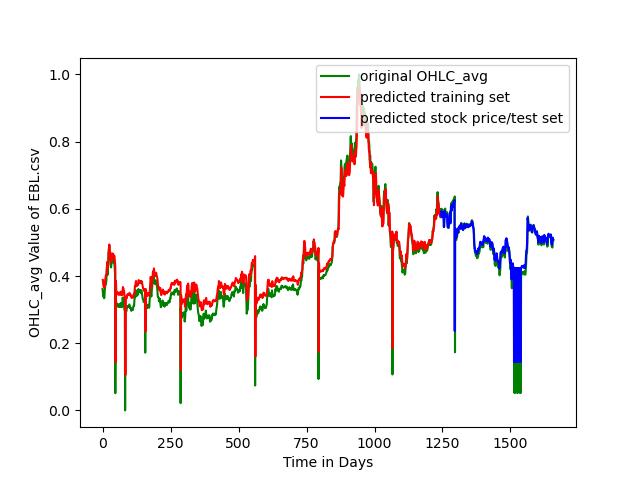 original OHLC_avg
predicted training set
predicted stock price/test set
OHLC_avg Value of EBL.csv
1.0
0.8
0.6
0.4
0.2
0.0
0 250 500 750 1000 1250 1500
Time in Days